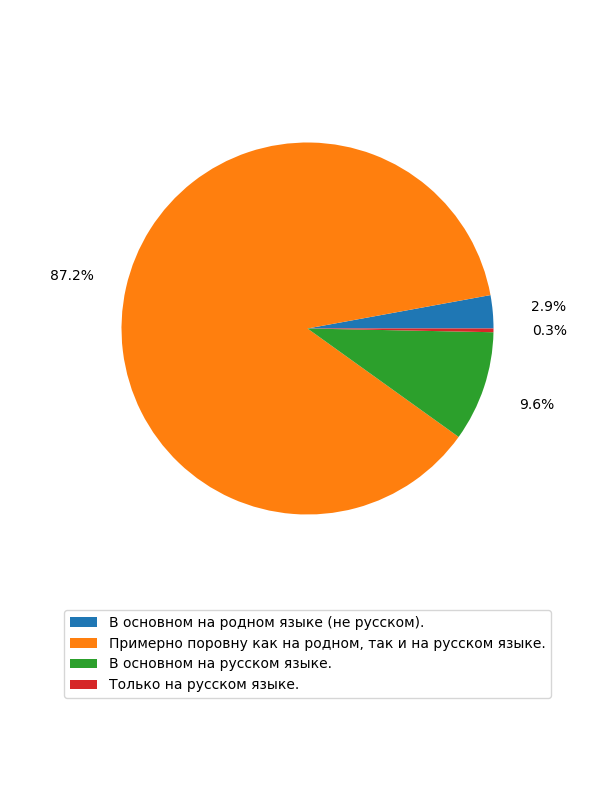 87.2%
2.9%
0.3%
9.6%
В основном на родном языке (не русском).
Примерно поровну как на родном, так и на русском языке.
В основном на русском языке.
Только на русском языке.